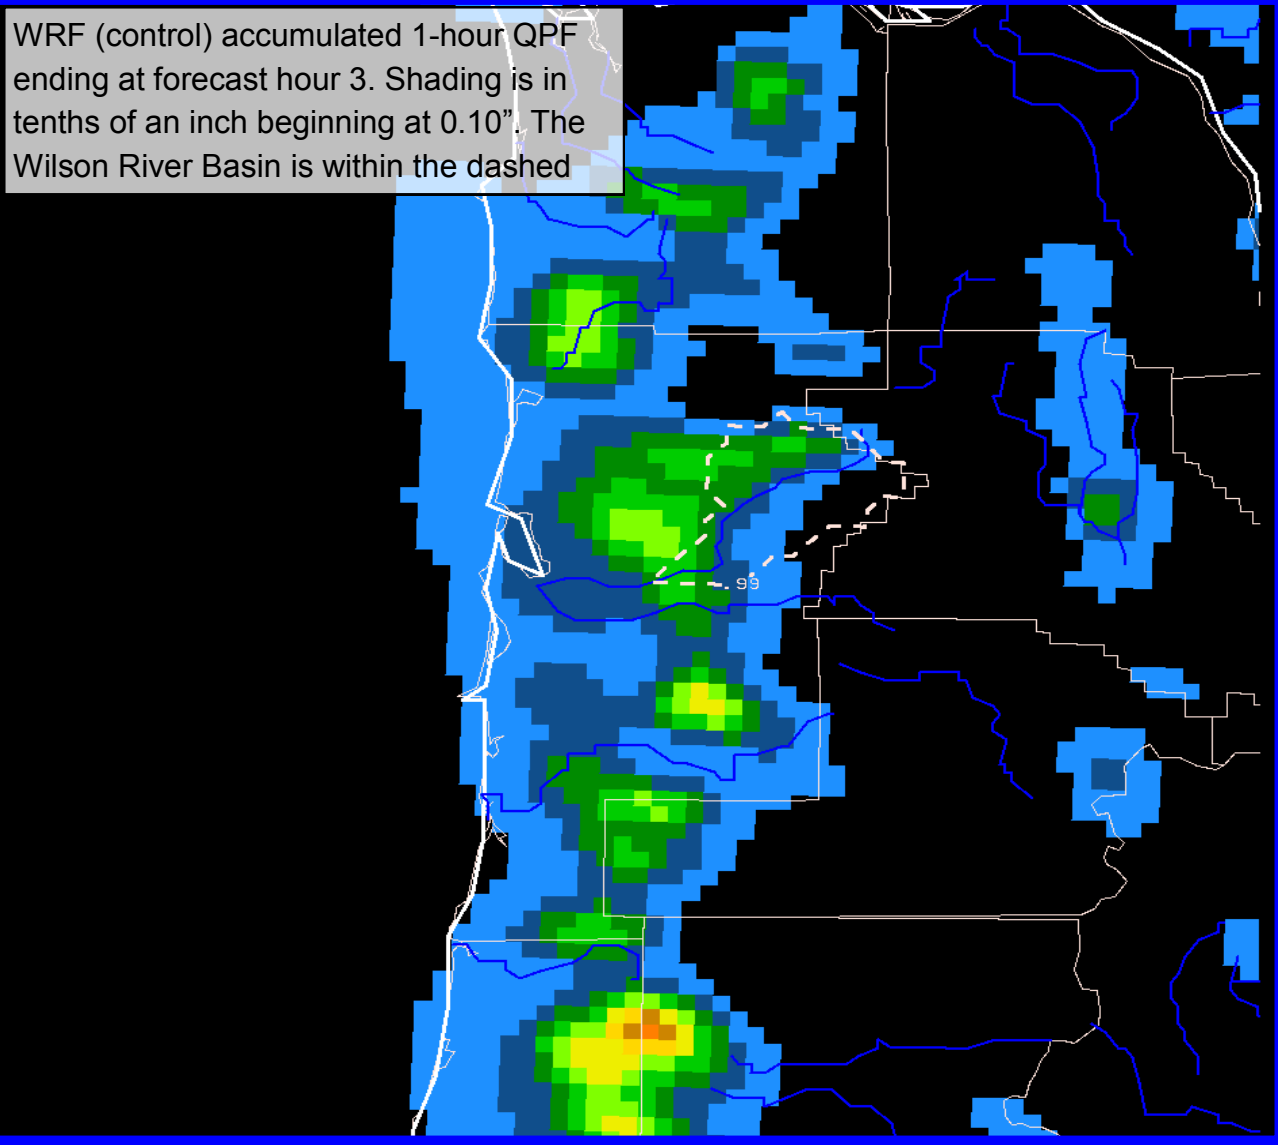 WRF (control) accumulated 1-hour QPF
ending at forecast hour 3. Shading is in
tenths of an inch beginning at 0.10”. The
Wilson River Basin is within the dashed
.99